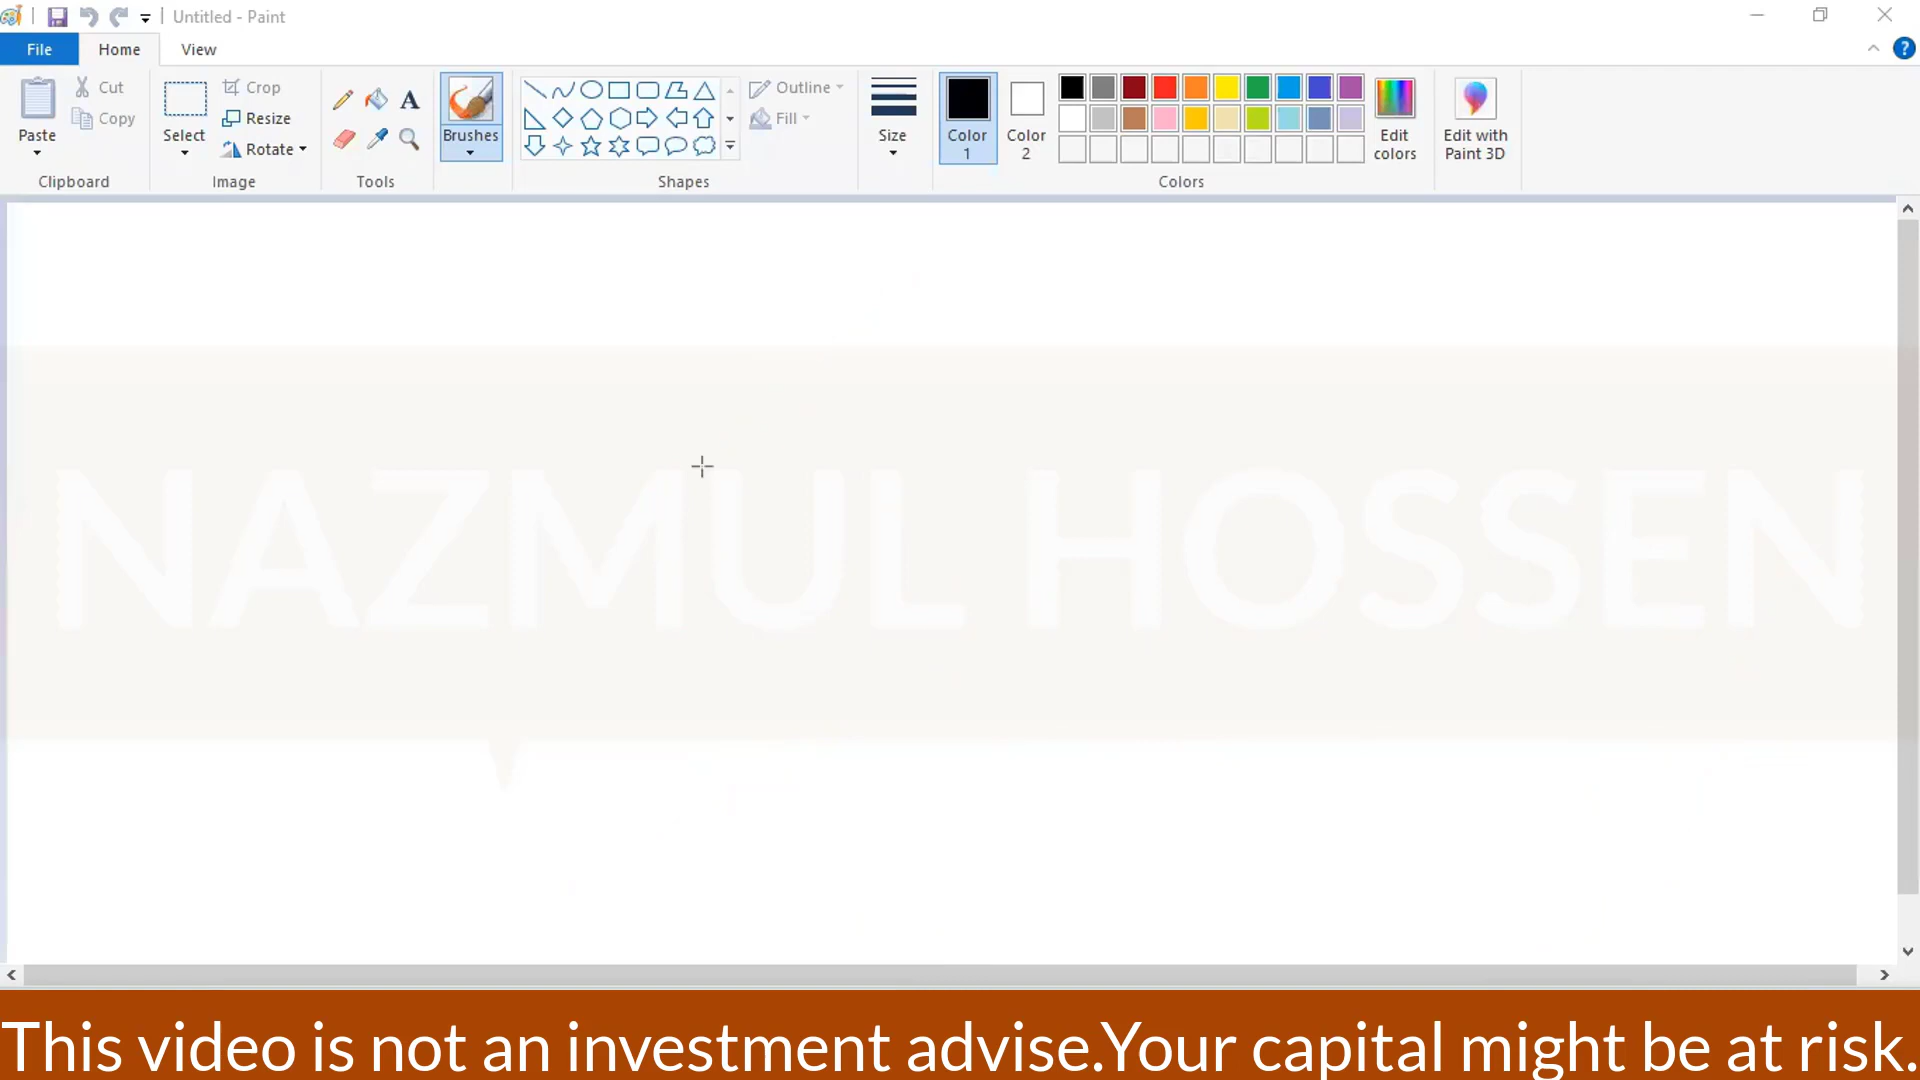 Untitled - Paint
File Home View
Paste
Cut
Copy
Clipboard
Select
Crop
Resize
Rotate
Image
A
Tools
Brushes
Outline
Fill
Shapes
Size
Color 1
Color 2
Edit colors
Colors
Edit with Paint 3D
?
NAZMUL HOSSEN
This video is not an investment advise.Your capital might be at risk.